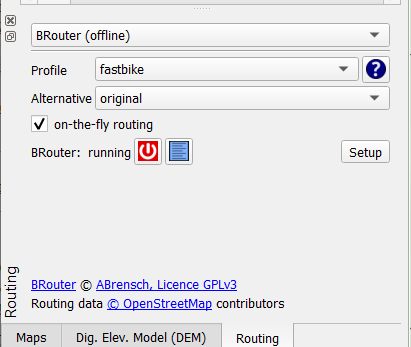 BRouter (offline)
Profile fastbike ?
Alternative original
on-the-fly routing
BRouter: running Setup
Routing
BRouter © ABrensch, Licence GPLv3
Routing data © OpenStreetMap contributors
Maps Dig. Elev. Model (DEM) Routing